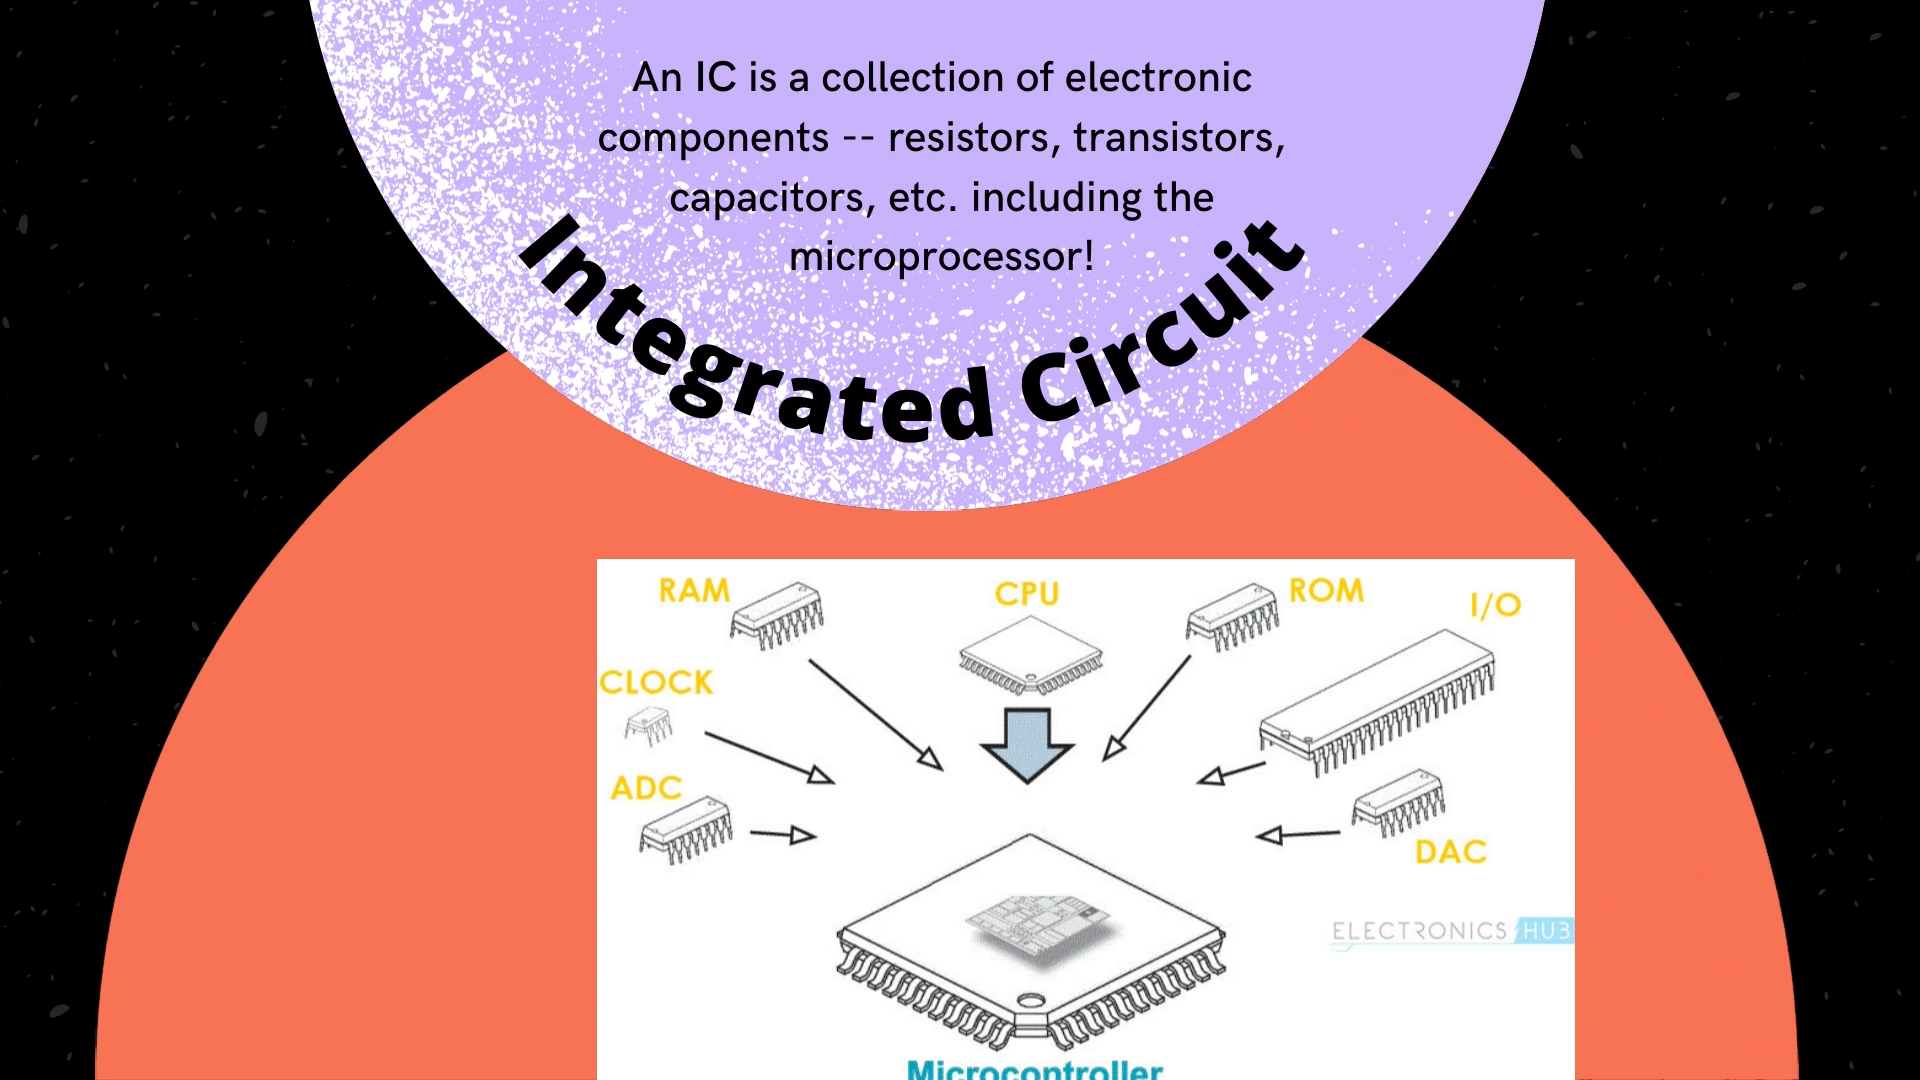 An IC is a collection of electronic
components -- resistors, transistors,
capacitors, etc. including the
microprocessor!
Integrated Circuit
RAM
CPU
ROM
I/O
CLOCK
ADC
DAC
ELECTRONICS HUB
Microcontroller